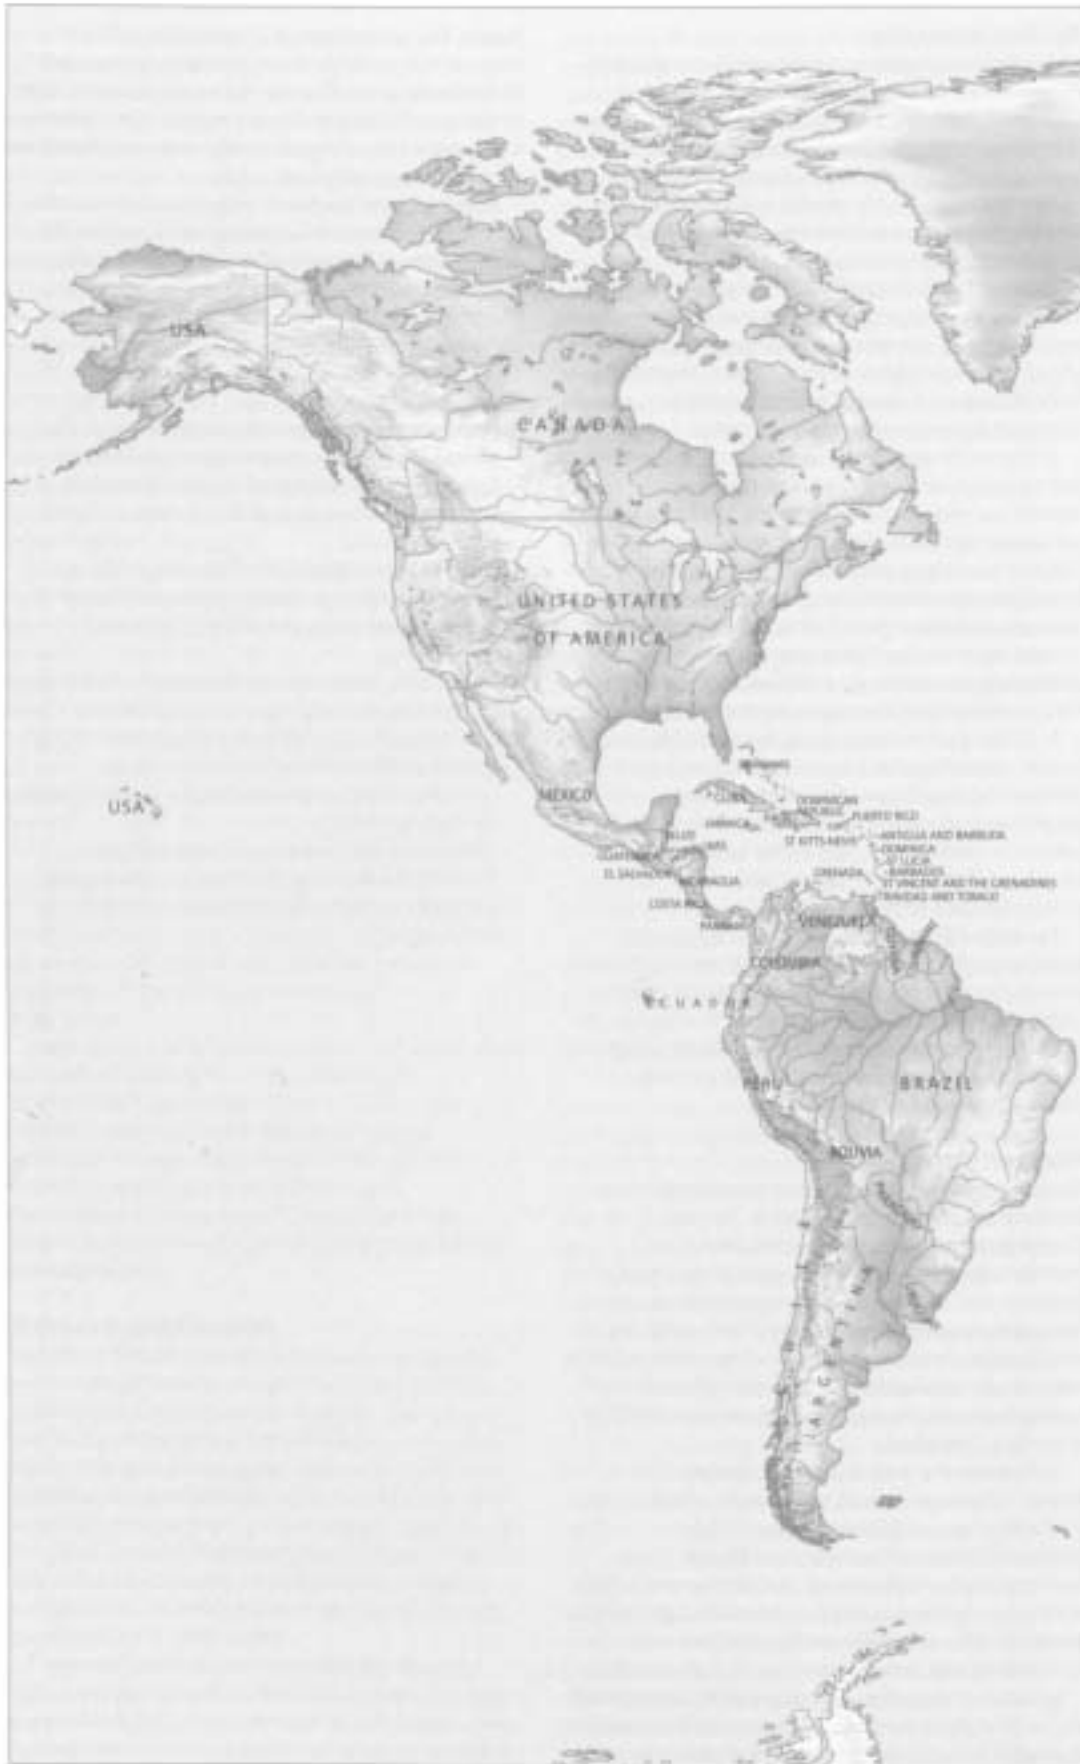 USA
CANADA
UNITED STATES
OF AMERICA
MEXICO
USA
CUBA
DOMINICAN
REPUBLIC
PUERTO RICO
JAMAICA
ST KITTS-NEVIS
ANTIGUA AND BARBUDA
DOMINICA
ST LUCIA
BARBADOS
GRENADA
ST VINCENT AND THE GRENADINES
TRINIDAD AND TOBAGO
GUATEMALA
EL SALVADOR
NICARAGUA
COSTA RICA
PANAMA
VENEZUELA
COLOMBIA
ECUADOR
PERU
BRAZIL
BOLIVIA
PARAGUAY
CHILE
ARGENTINA